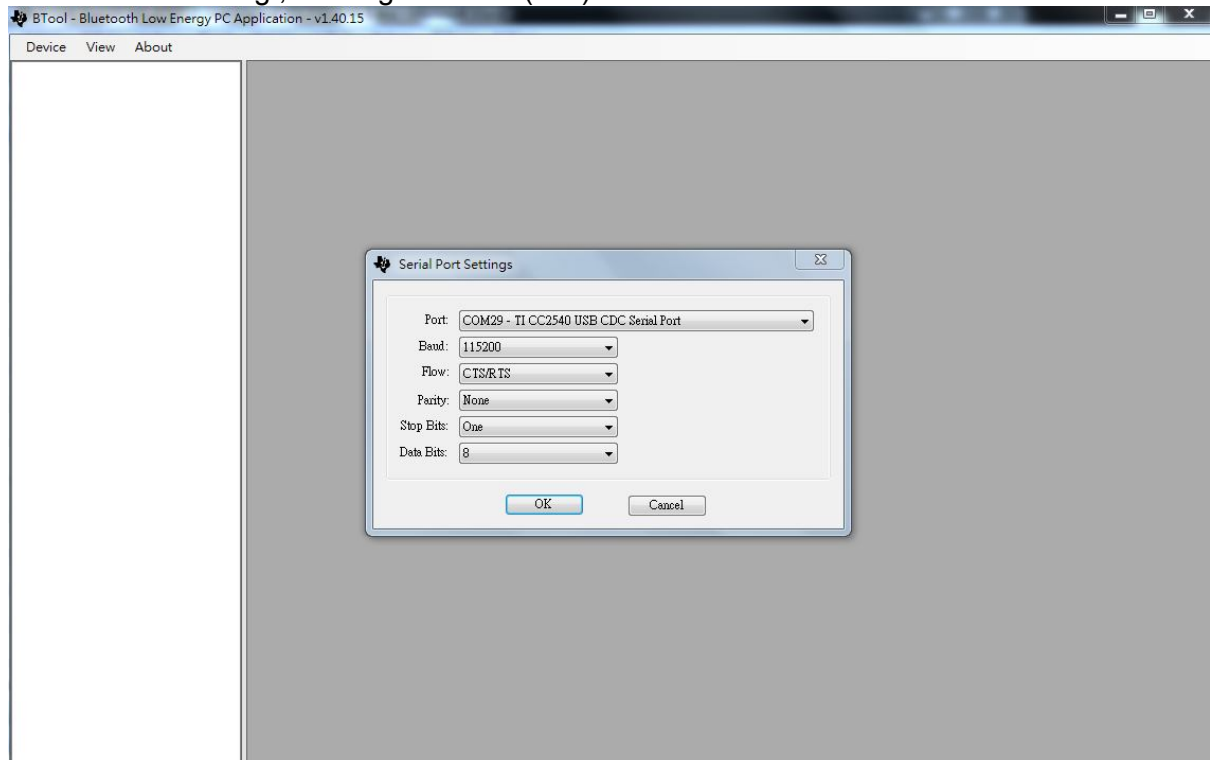 BTool - Bluetooth Low Energy PC Application - v1.40.15
Device View About
Serial Port Settings
Port: COM29 - TI CC2540 USB CDC Serial Port
Baud: 115200
Flow: CTS/RTS
Parity: None
Stop Bits: One
Data Bits: 8
OK Cancel